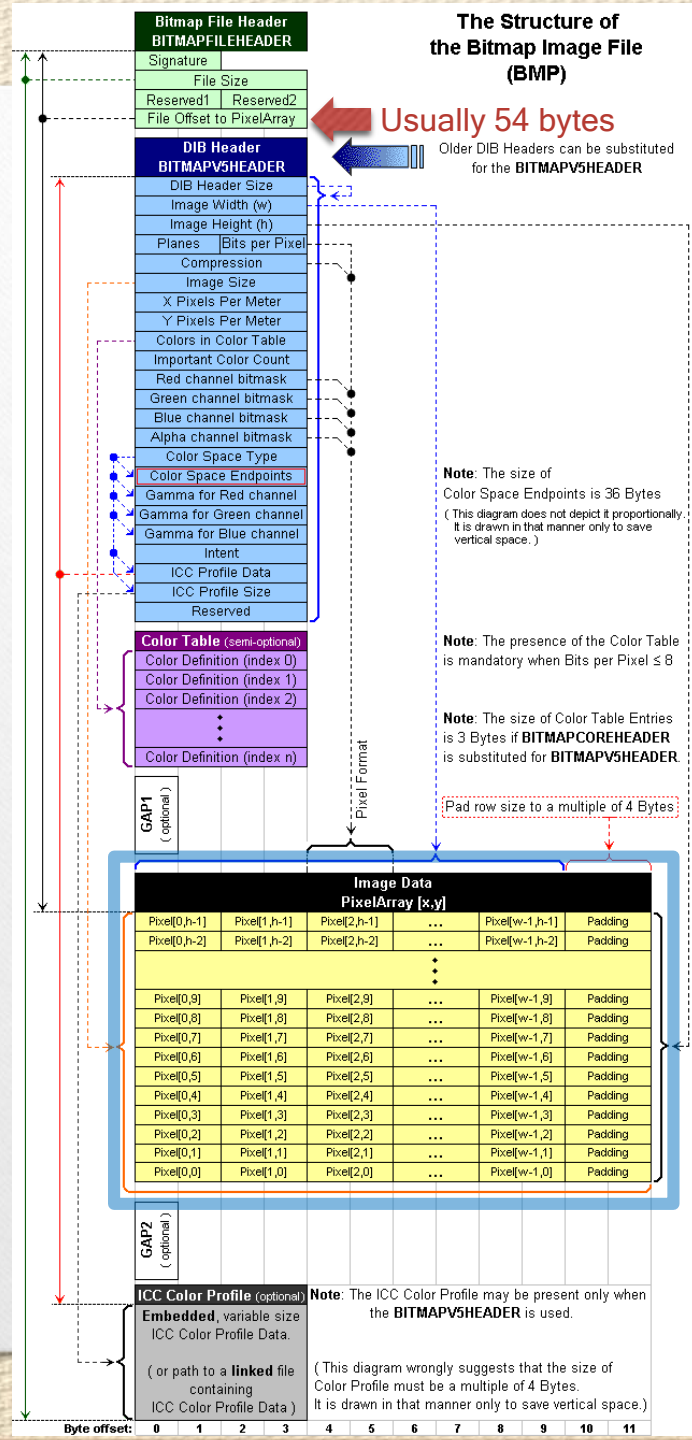 The Structure of
the Bitmap Image File
(BMP)
Bitmap File Header
BITMAPFILEHEADER
Signature
File Size
Reserved1 Reserved2
File Offset to PixelArray
Usually 54 bytes
DIB Header
BITMAPV5HEADER
Older DIB Headers can be substituted
for the BITMAPV5HEADER
DIB Header Size
Image Width (w)
Image Height (h)
Planes Bits per Pixel
Compression
Image Size
X Pixels Per Meter
Y Pixels Per Meter
Colors in Color Table
Important Color Count
Red channel bitmask
Green channel bitmask
Blue channel bitmask
Alpha channel bitmask
Color Space Type
Color Space Endpoints
Gamma for Red channel
Gamma for Green channel
Gamma for Blue channel
Intent
ICC Profile Data
ICC Profile Size
Reserved
Note: The size of
Color Space Endpoints is 36 Bytes
( This diagram does not depict it proportionally.
It is drawn in that manner only to save
vertical space. )
Color Table (semi-optional)
Color Definition (index 0)
Color Definition (index 1)
Color Definition (index 2)
Color Definition (index n)
Note: The presence of the Color Table
is mandatory when Bits per Pixel ≤ 8
Note: The size of Color Table Entries
is 3 Bytes if BITMAPCOREHEADER
is substituted for BITMAPV5HEADER.
GAP1
( optional )
Pixel Format
Pad row size to a multiple of 4 Bytes
Image Data
PixelArray [x,y]
Pixel[0,h-1] Pixel[1,h-1] Pixel[2,h-1] ... Pixel[w-1,h-1] Padding
Pixel[0,h-2] Pixel[1,h-2] Pixel[2,h-2] ... Pixel[w-1,h-2] Padding
Pixel[0,9] Pixel[1,9] Pixel[2,9] ... Pixel[w-1,9] Padding
Pixel[0,8] Pixel[1,8] Pixel[2,8] ... Pixel[w-1,8] Padding
Pixel[0,7] Pixel[1,7] Pixel[2,7] ... Pixel[w-1,7] Padding
Pixel[0,6] Pixel[1,6] Pixel[2,6] ... Pixel[w-1,6] Padding
Pixel[0,5] Pixel[1,5] Pixel[2,5] ... Pixel[w-1,5] Padding
Pixel[0,4] Pixel[1,4] Pixel[2,4] ... Pixel[w-1,4] Padding
Pixel[0,3] Pixel[1,3] Pixel[2,3] ... Pixel[w-1,3] Padding
Pixel[0,2] Pixel[1,2] Pixel[2,2] ... Pixel[w-1,2] Padding
Pixel[0,1] Pixel[1,1] Pixel[2,1] ... Pixel[w-1,1] Padding
Pixel[0,0] Pixel[1,0] Pixel[2,0] ... Pixel[w-1,0] Padding
GAP2
( optional )
ICC Color Profile (optional)
Embedded, variable size
ICC Color Profile Data.
( or path to a linked file
containing
ICC Color Profile Data )
Note: The ICC Color Profile may be present only when
the BITMAPV5HEADER is used.
( This diagram wrongly suggests that the size of
Color Profile must be a multiple of 4 Bytes.
It is drawn in that manner only to save vertical space.)
Byte offset: 0 1 2 3 4 5 6 7 8 9 10 11